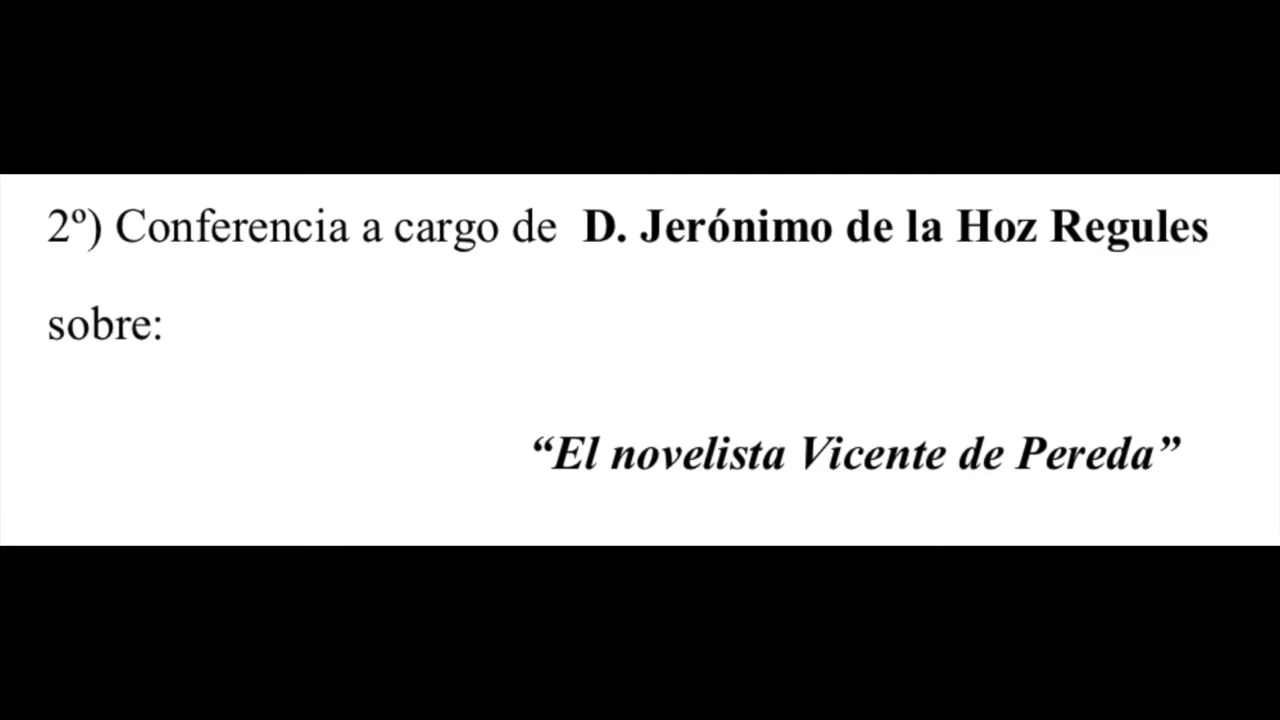 2º) Conferencia a cargo de D. Jerónimo de la Hoz Regules
sobre:
“El novelista Vicente de Pereda”